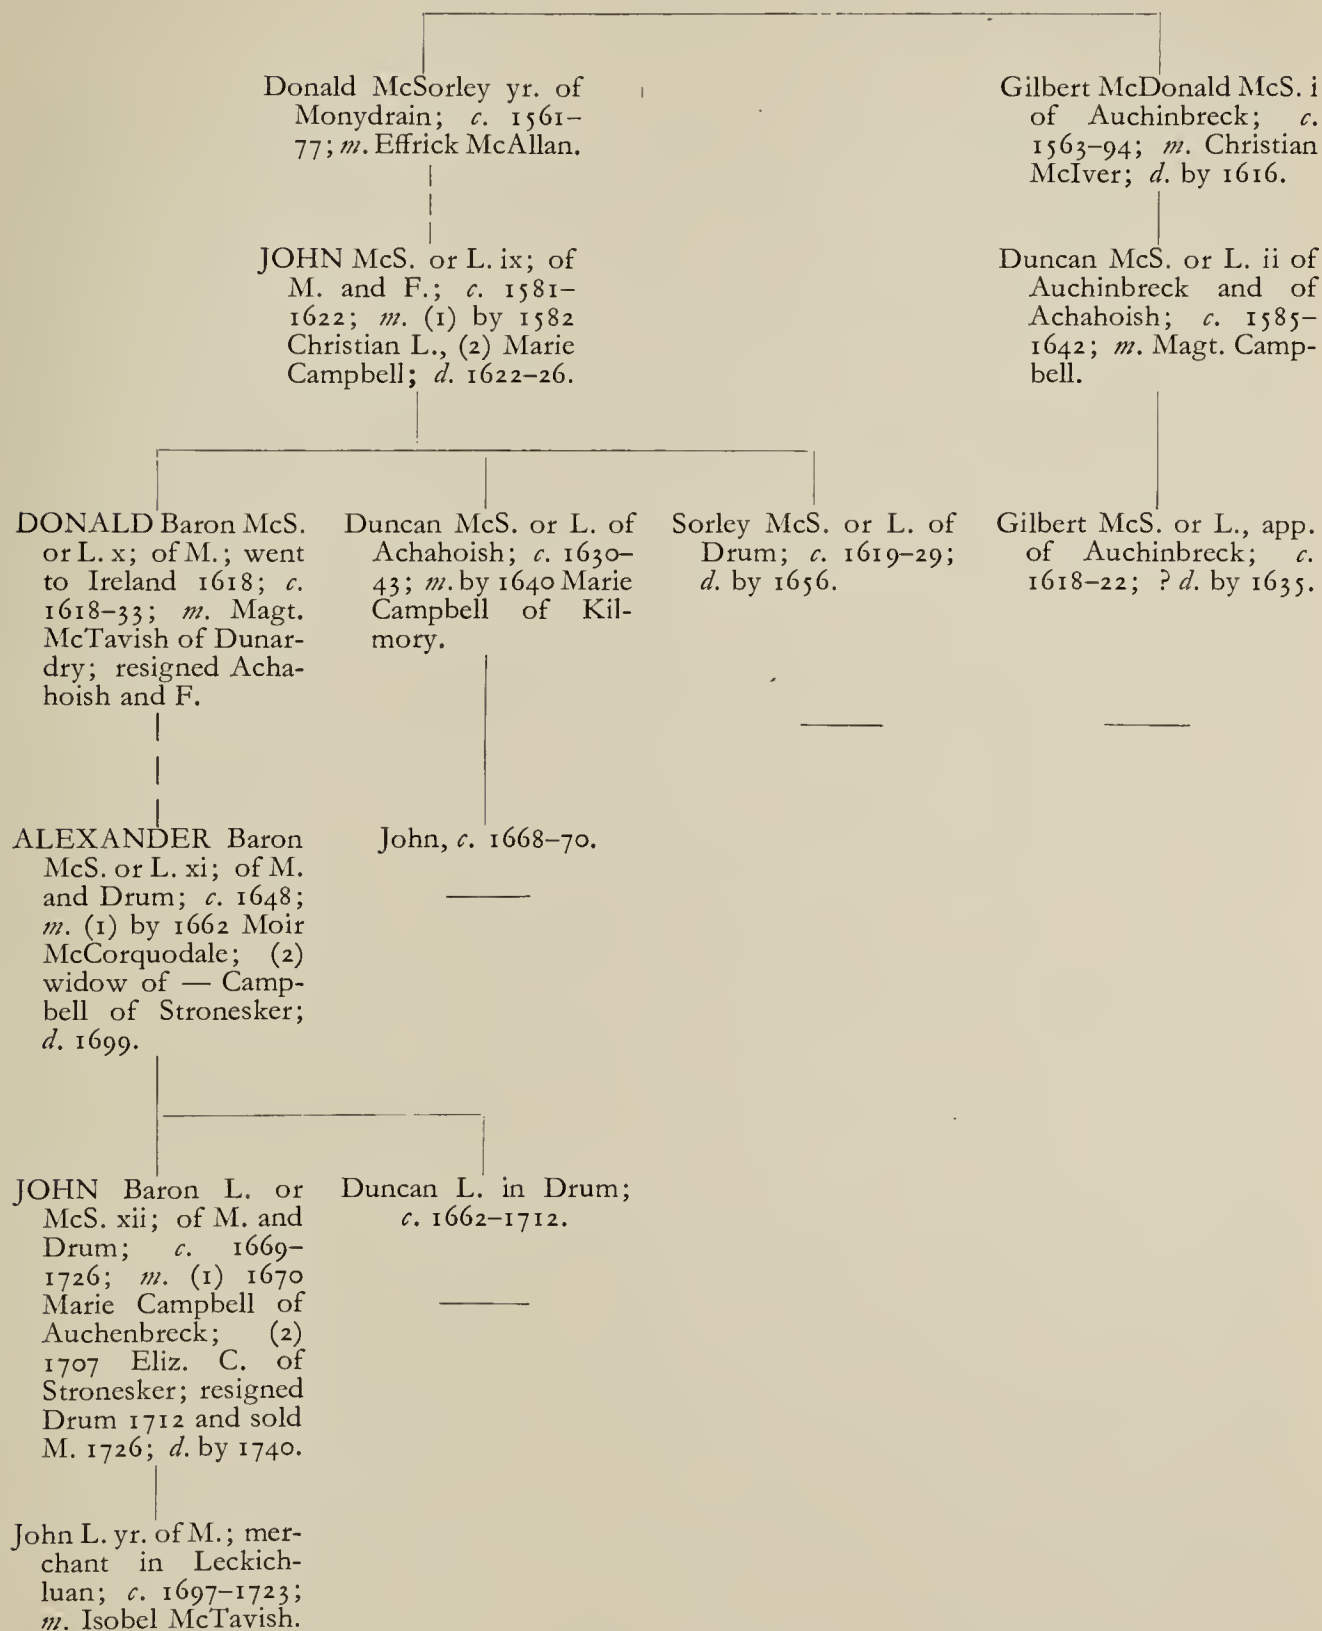 Donald McSorley yr. of
Monydrain; c. 1561–
77; m. Effrick McAllan.
Gilbert McDonald McS. i
of Auchinbreck; c.
1563–94; m. Christian
McIver; d. by 1616.
JOHN McS. or L. ix; of
M. and F.; c. 1581–
1622; m. (1) by 1582
Christian L., (2) Marie
Campbell; d. 1622–26.
Duncan McS. or L. ii of
Auchinbreck and of
Achahoish; c. 1585–
1642; m. Magt. Camp-
bell.
DONALD Baron McS.
or L. x; of M.; went
to Ireland 1618; c.
1618–33; m. Magt.
McTavish of Dunar-
dry; resigned Acha-
hoish and F.
Duncan McS. or L. of
Achahoish; c. 1630–
43; m. by 1640 Marie
Campbell of Kil-
mory.
Sorley McS. or L. of
Drum; c. 1619–29;
d. by 1656.
Gilbert McS. or L., app.
of Auchinbreck; c.
1618–22; ? d. by 1635.
ALEXANDER Baron
McS. or L. xi; of M.
and Drum; c. 1648;
m. (1) by 1662 Moir
McCorquodale; (2)
widow of — Camp-
bell of Stronesker;
d. 1699.
John, c. 1668–70.
JOHN Baron L. or
McS. xii; of M. and
Drum; c. 1669–
1726; m. (1) 1670
Marie Campbell of
Auchenbreck; (2)
1707 Eliz. C. of
Stronesker; resigned
Drum 1712 and sold
M. 1726; d. by 1740.
Duncan L. in Drum;
c. 1662–1712.
John L. yr. of M.; mer-
chant in Leckich-
luan; c. 1697–1723;
m. Isobel McTavish.